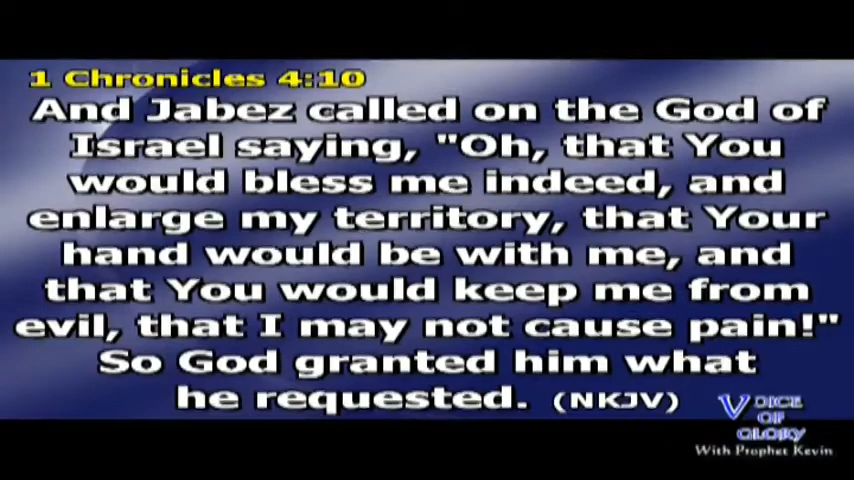 1 Chronicles 4:10
And Jabez called on the God of
Israel saying, "Oh, that You
would bless me indeed, and
enlarge my territory, that Your
hand would be with me, and
that You would keep me from
evil, that I may not cause pain!"
So God granted him what
he requested. (NKJV)
VOICE
OF
GLORY
With Prophet Kevin